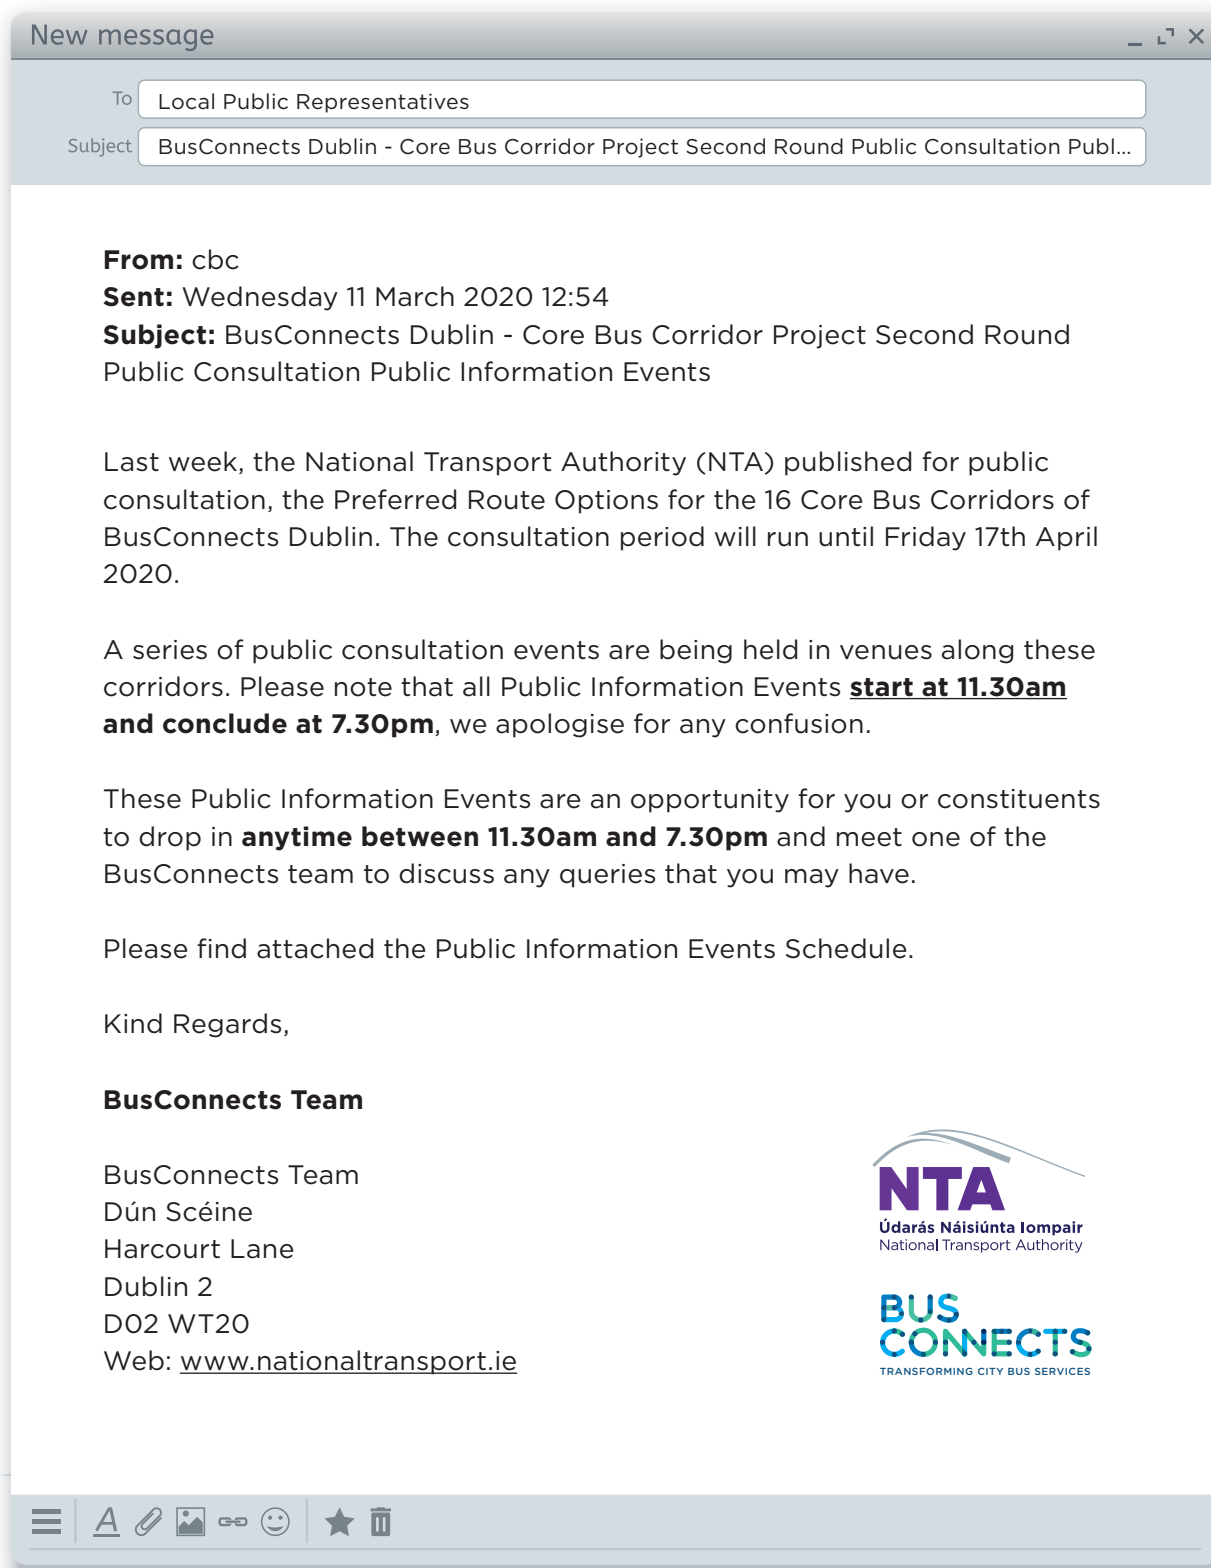 New message
To Local Public Representatives
Subject BusConnects Dublin - Core Bus Corridor Project Second Round Public Consultation Publ...
From: cbc
Sent: Wednesday 11 March 2020 12:54
Subject: BusConnects Dublin - Core Bus Corridor Project Second Round
Public Consultation Public Information Events
Last week, the National Transport Authority (NTA) published for public
consultation, the Preferred Route Options for the 16 Core Bus Corridors of
BusConnects Dublin. The consultation period will run until Friday 17th April
2020.
A series of public consultation events are being held in venues along these
corridors. Please note that all Public Information Events start at 11.30am
and conclude at 7.30pm, we apologise for any confusion.
These Public Information Events are an opportunity for you or constituents
to drop in anytime between 11.30am and 7.30pm and meet one of the
BusConnects team to discuss any queries that you may have.
Please find attached the Public Information Events Schedule.
Kind Regards,
BusConnects Team
BusConnects Team
Dún Scéine
Harcourt Lane
Dublin 2
D02 WT20
Web: www.nationaltransport.ie
NTA
Údarás Náisiúnta Iompair
National Transport Authority
BUS
CONNECTS
TRANSFORMING CITY BUS SERVICES
A